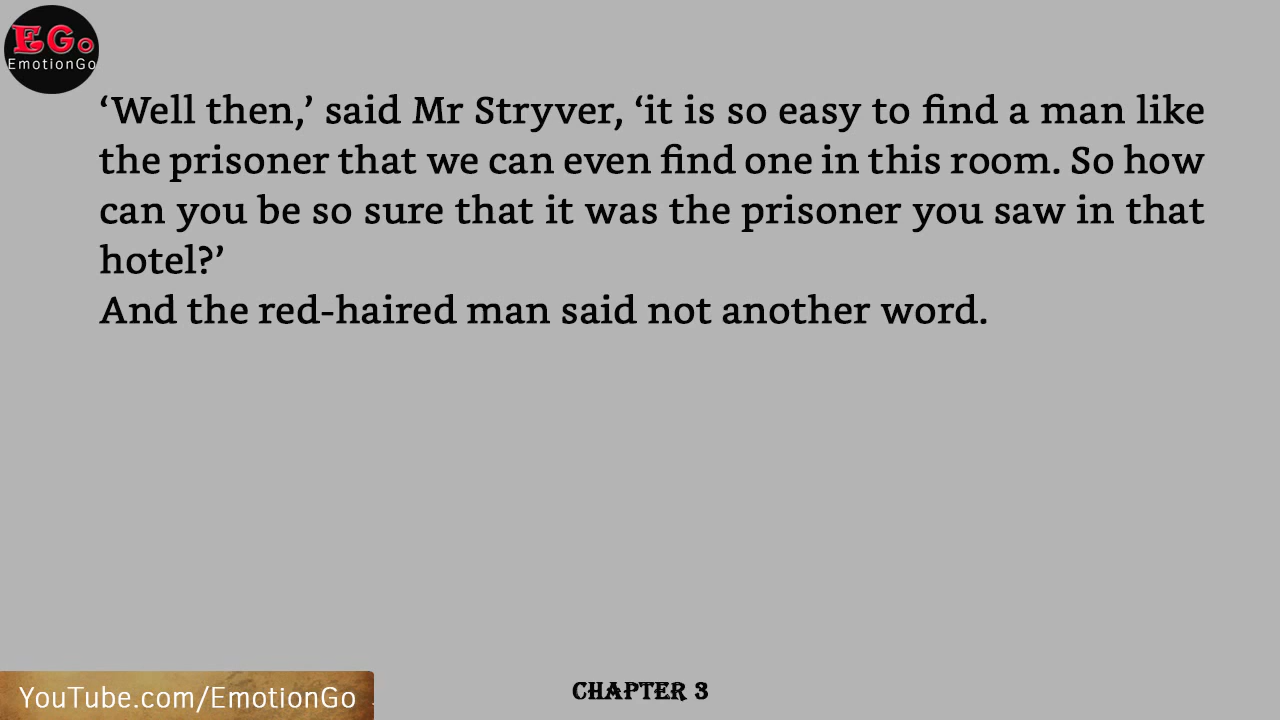 EGo
EmotionGo
‘Well then,’ said Mr Stryver, ‘it is so easy to find a man like
the prisoner that we can even find one in this room. So how
can you be so sure that it was the prisoner you saw in that
hotel?’
And the red-haired man said not another word.
YouTube.com/EmotionGo
CHAPTER 3